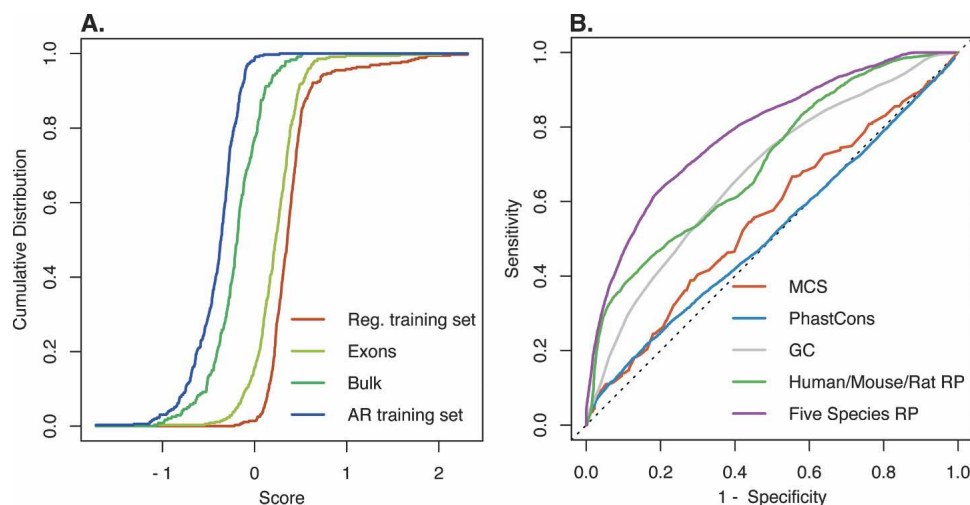 A.
Cumulative Distribution
1.0
0.8
0.6
0.4
0.2
0.0
Reg. training set
Exons
Bulk
AR training set
- 1
0
1
2
Score
B.
Sensitivity
1.0
0.8
0.6
0.4
0.2
0.0
MCS
PhastCons
GC
Human/Mouse/Rat RP
Five Species RP
0.0
0.2
0.4
0.6
0.8
1.0
1 - Specificity